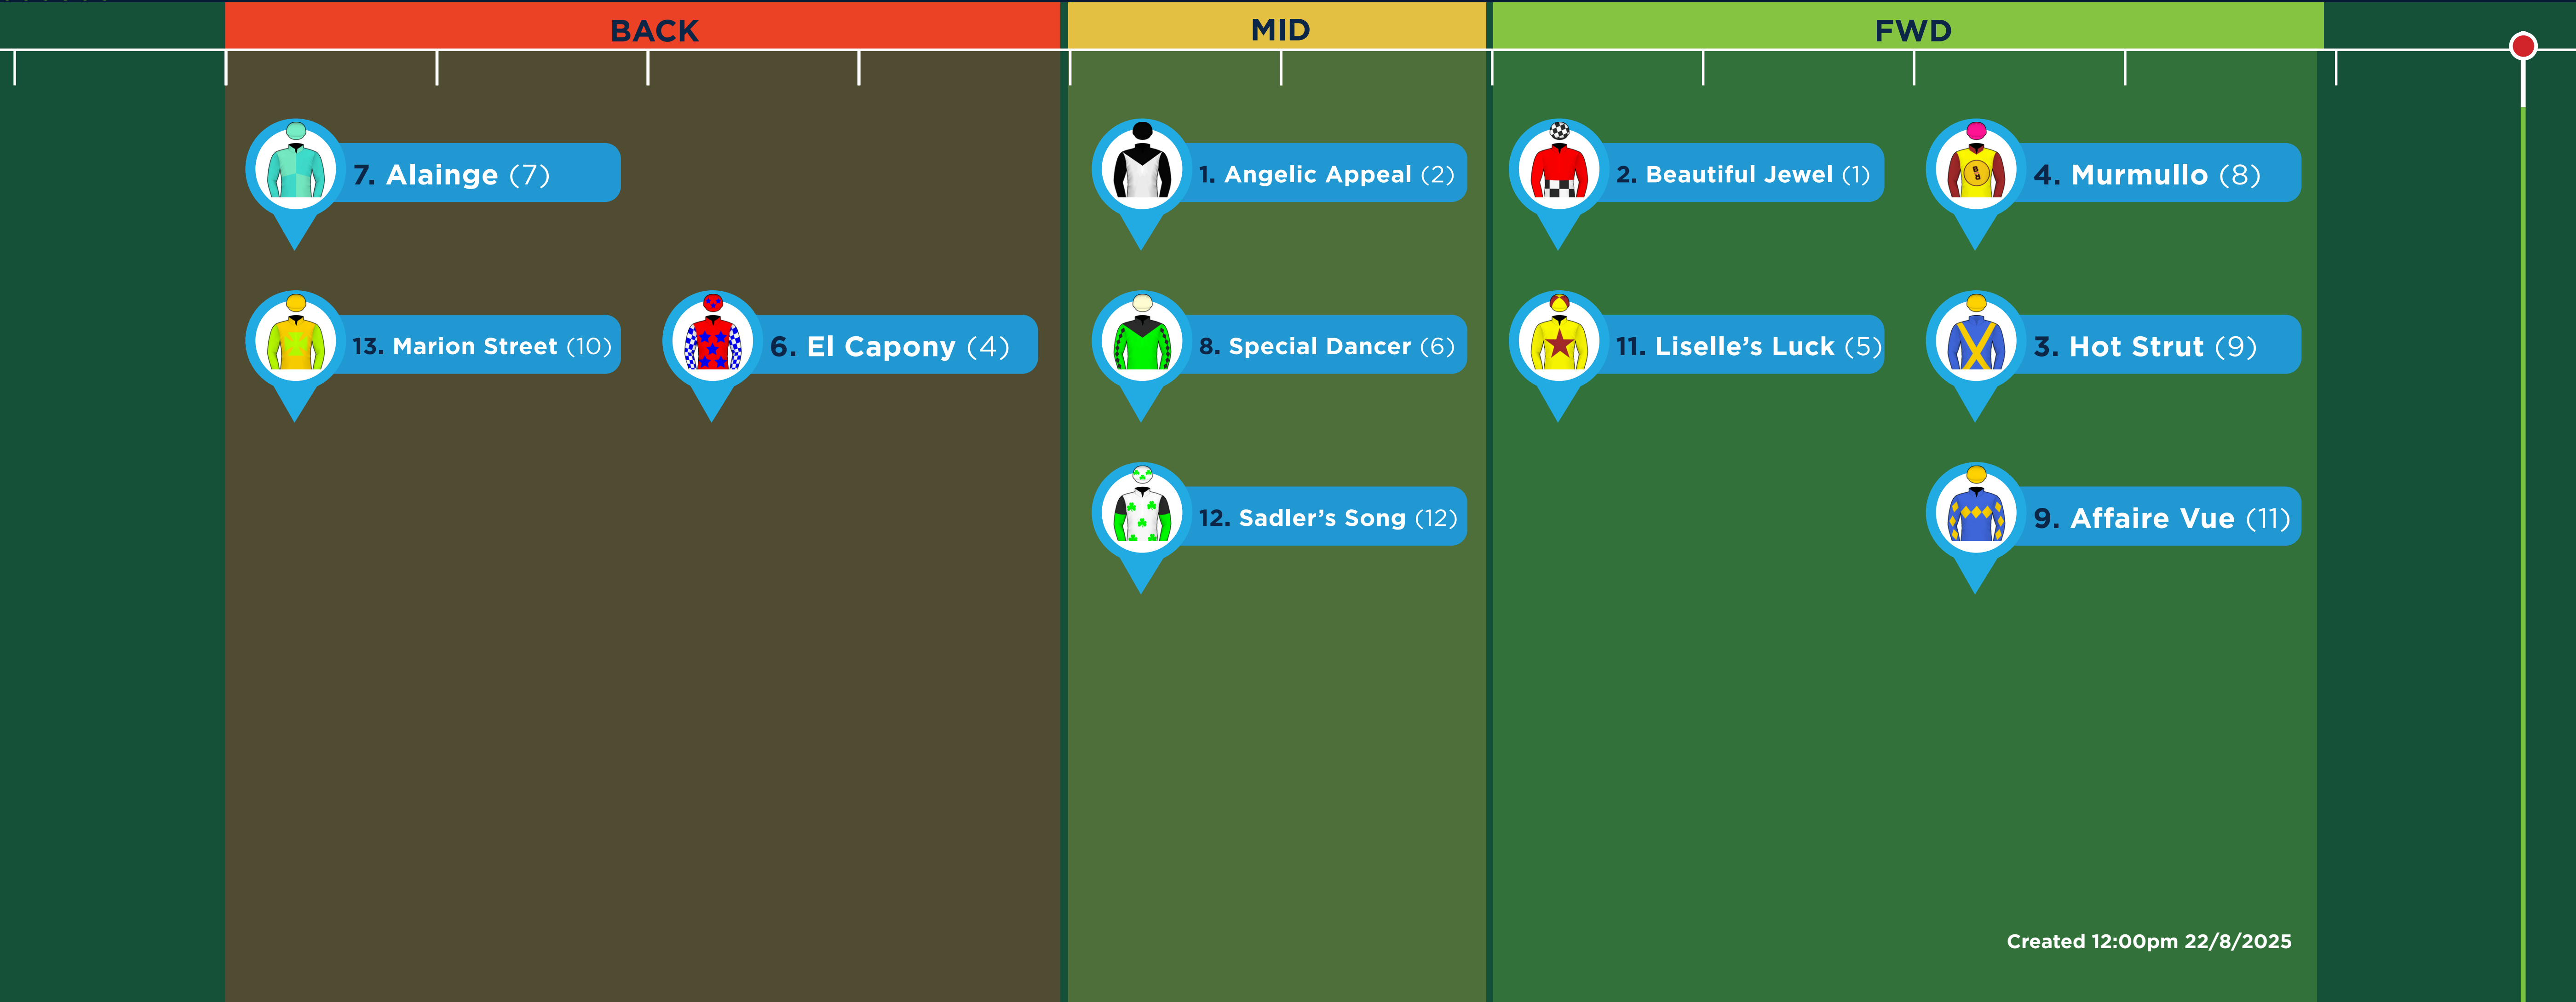 BACK
MID
FWD
7. Alainge (7)
1. Angelic Appeal (2)
2. Beautiful Jewel (1)
4. Murmullo (8)
13. Marion Street (10)
6. El Capony (4)
8. Special Dancer (6)
11. Liselle's Luck (5)
3. Hot Strut (9)
12. Sadler's Song (12)
9. Affaire Vue (11)
Created 12:00pm 22/8/2025